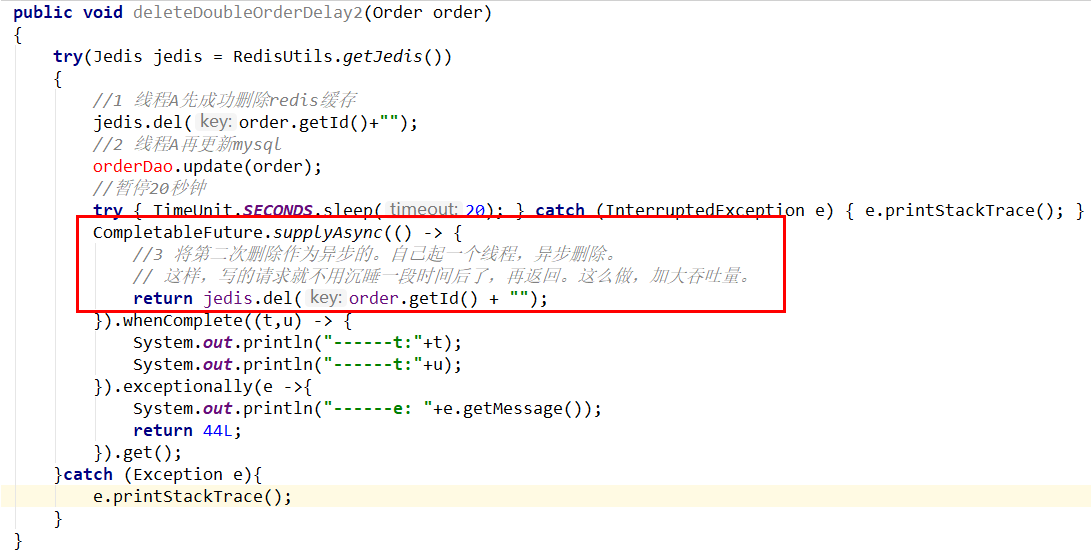 public void deleteDoubleOrderDelay2(Order order)
{
try(Jedis jedis = RedisUtils.getJedis())
{
//1 线程A先成功删除redis缓存
jedis.del( key: order.getId()+"");
//2 线程A再更新mysql
orderDao.update(order);
//暂停20秒钟
try { TimeUnit.SECONDS.sleep( timeout: 20); } catch (InterruptedException e) { e.printStackTrace(); }
CompletableFuture.supplyAsync(() -> {
//3 将第二次删除作为异步的。自己起一个线程，异步删除。
// 这样，写的请求就不用沉睡一段时间后了，再返回。这么做，加大吞吐量。
return jedis.del( key: order.getId() + "");
}).whenComplete((t,u) -> {
System.out.println("------t:"+t);
System.out.println("------t:"+u);
}).exceptionally(e ->{
System.out.println("------e: "+e.getMessage());
return 44L;
}).get();
}catch (Exception e){
e.printStackTrace();
}
}